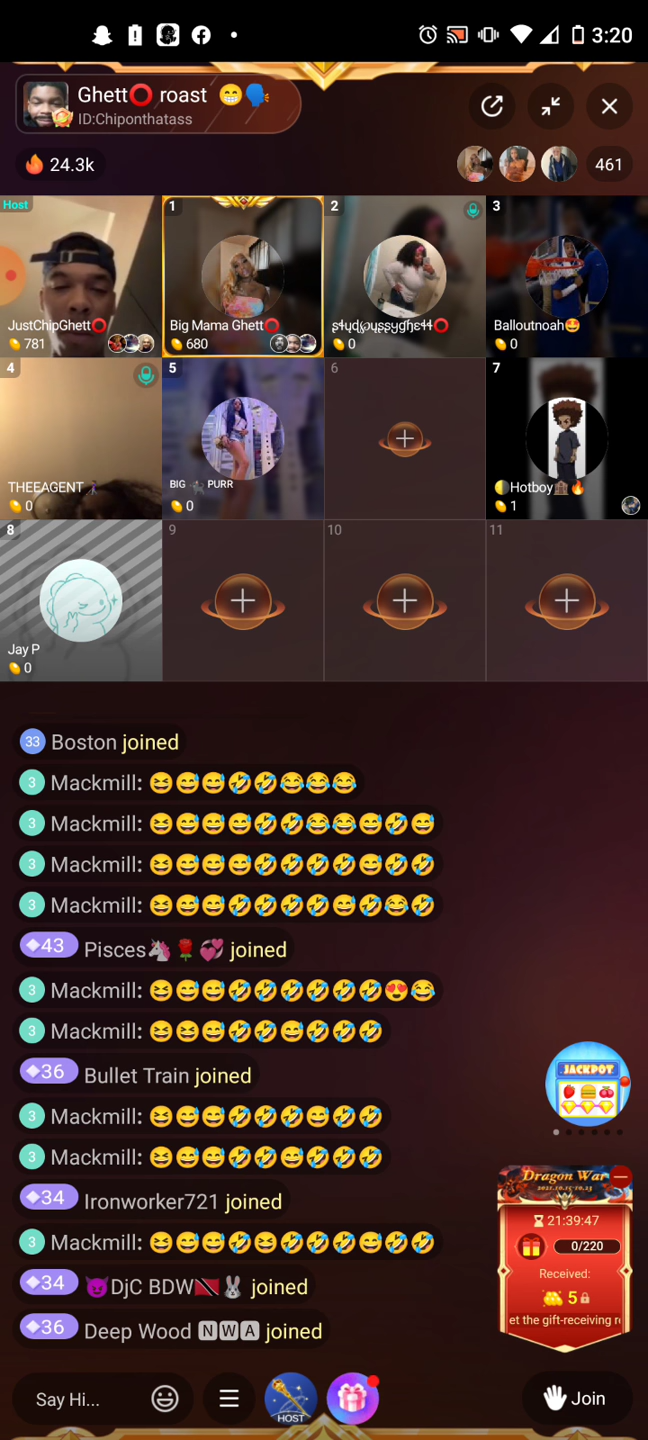 3:20
Ghett⭕ roast 😁🗣️
ID:Chiponthatass
🔥 24.3k
461
Host
JustChipGhett⭕
781
1
Big Mama Ghett⭕
680
2
0
3
Balloutnoah🤩
0
4
THEEAGENT
0
5
BIG PURR
0
6
7
🌗Hotboy🏚️🔥
1
8
Jay P
0
9
10
11
33 Boston joined
3 Mackmill: 😆😅😅🤣🤣😂😂😂
3 Mackmill: 😆😅😅😅🤣🤣😂😂😅🤣😅
3 Mackmill: 😆😅😅😅🤣🤣🤣🤣😅🤣🤣
3 Mackmill: 😆😅😅🤣🤣🤣🤣😅🤣😂🤣
43 Pisces🦄🌹💞 joined
3 Mackmill: 😆😅😅🤣🤣🤣🤣🤣🤣😍😂
3 Mackmill: 😆😆😅🤣🤣😅🤣🤣🤣
36 Bullet Train joined
3 Mackmill: 😆😅😅🤣🤣🤣😅🤣🤣
3 Mackmill: 😆😅😅🤣🤣😅🤣🤣🤣
34 Ironworker721 joined
3 Mackmill: 😆😅😅🤣😆🤣🤣🤣😅🤣🤣
34 😈DjC BDW🇹🇹🐰 joined
36 Deep Wood 🅽🆆🅰 joined
JACKPOT
Dragon War
2021.10.15-10.23
21:39:47
0/220
Received:
5
et the gift-receiving r
Say Hi...
HOST
Join